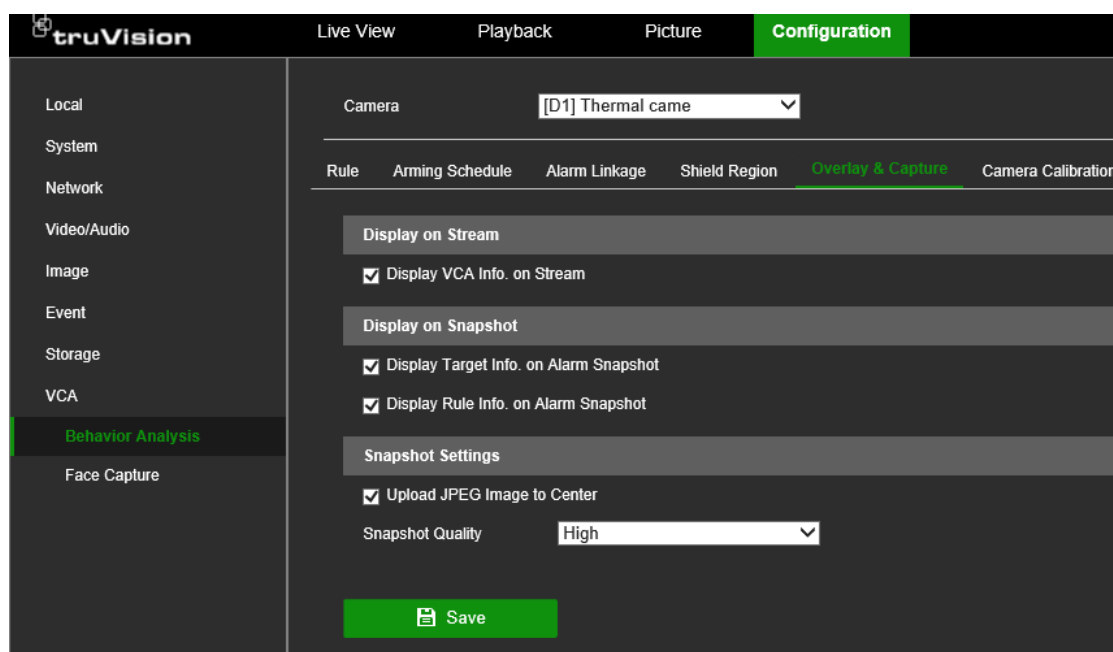 truVision
Live View Playback Picture Configuration
Local
System
Network
Video/Audio
Image
Event
Storage
VCA
Behavior Analysis
Face Capture
Camera [D1] Thermal came
Rule Arming Schedule Alarm Linkage Shield Region Overlay & Capture Camera Calibration
Display on Stream
Display VCA Info. on Stream
Display on Snapshot
Display Target Info. on Alarm Snapshot
Display Rule Info. on Alarm Snapshot
Snapshot Settings
Upload JPEG Image to Center
Snapshot Quality High
Save